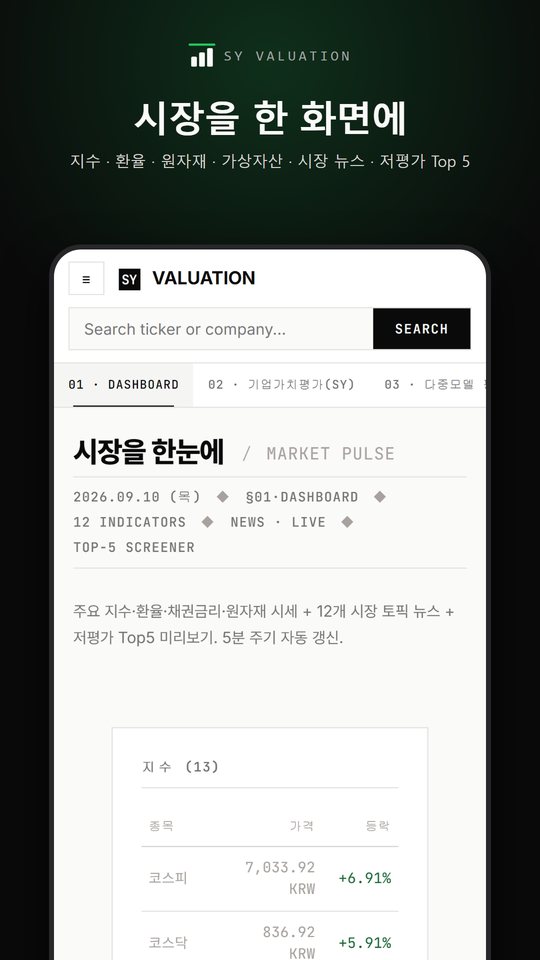 SY VALUATION
시장을 한 화면에
지수 · 환율 · 원자재 · 가상자산 · 시장 뉴스 · 저평가 Top 5
≡ SY VALUATION
Search ticker or company... SEARCH
01 · DASHBOARD 02 · 기업가치평가(SY) 03 · 다중모델
시장을 한눈에 / MARKET PULSE
2026.09.10 (목) ◆ §01·DASHBOARD ◆
12 INDICATORS ◆ NEWS · LIVE ◆
TOP-5 SCREENER
주요 지수·환율·채권금리·원자재 시세 + 12개 시장 토픽 뉴스 +
저평가 Top5 미리보기. 5분 주기 자동 갱신.
지수 (13)
종목 가격 등락
코스피 7,033.92 KRW +6.91%
코스닥 836.92 KRW +5.91%